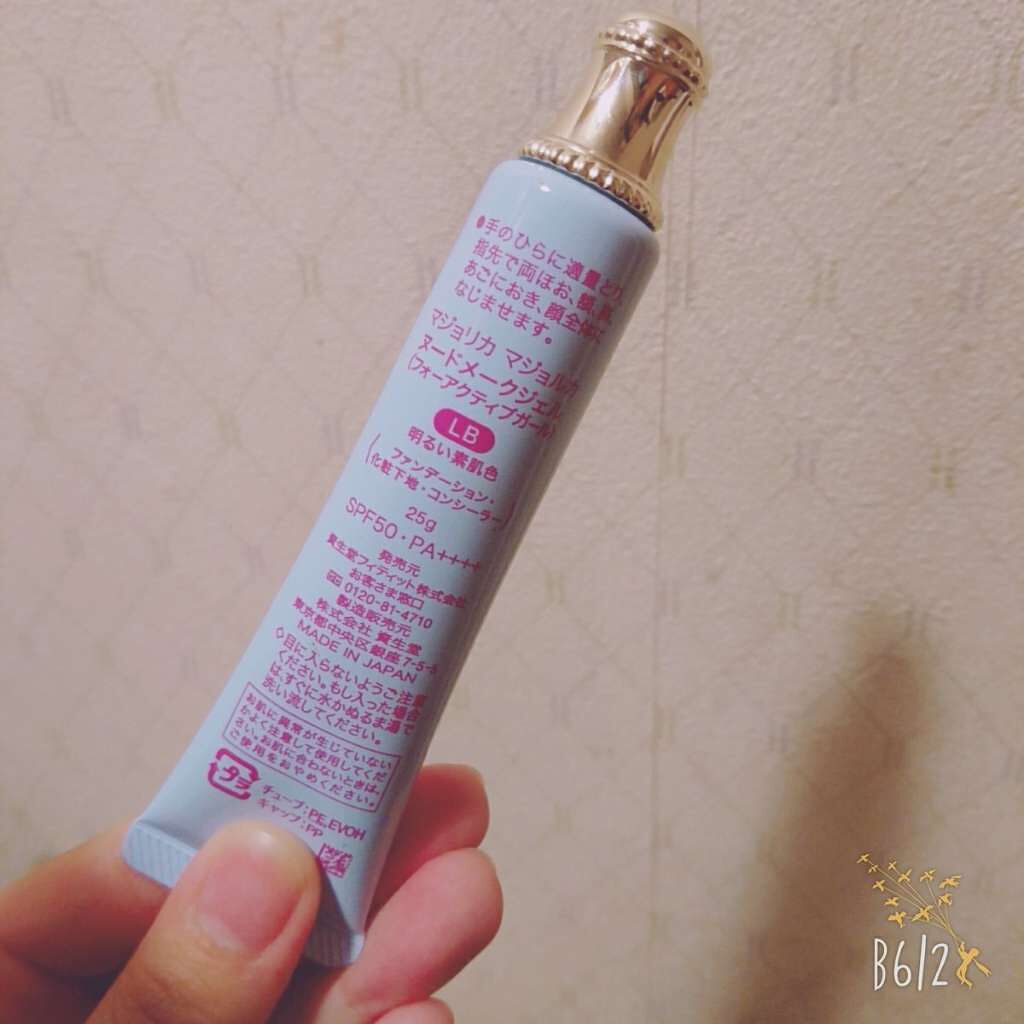 ●手のひらに適量とり
指先で両ほお、額、鼻、
あごにおき、顔全体に
なじませます。
マジョリカ マジョルカ
ヌードメークジェル
(フォーアクティブガール)
LB
明るい素肌色
ファンデーション・
化粧下地・コンシーラー
25g
SPF50・PA++++
発売元
資生堂フィティット株式会社
お客さま窓口
0120-81-4710
製造販売元
株式会社 資生堂
東京都中央区銀座7-5-5
MADE IN JAPAN
◇目に入らないようご注意
ください。もし入った場合
は、すぐに水かぬるま湯で
洗い流してください。
お肌に異常が生じていない
かよく注意して使用してくだ
さい。お肌に合わないときは、
ご使用をおやめください。
プラ
チューブ:PE,EVOH
キャップ:PP
B6/2